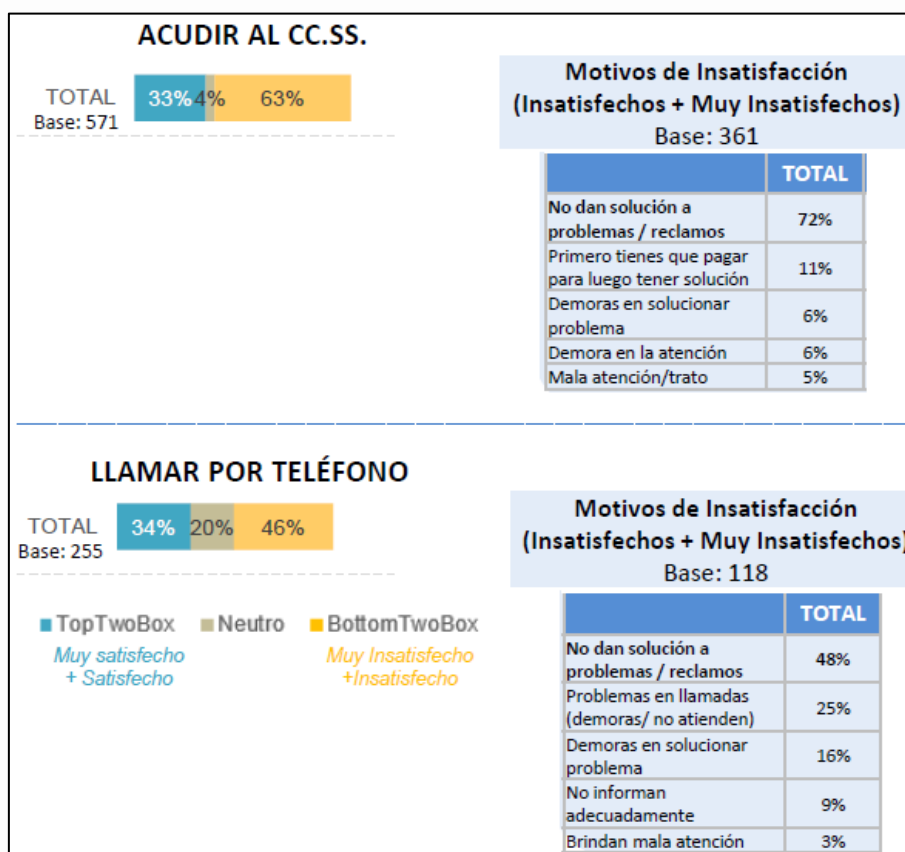 ACUDIR AL CC.SS.
TOTAL
Base: 571
33% 4% 63%
Motivos de Insatisfacción
(Insatisfechos + Muy Insatisfechos)
Base: 361
TOTAL
No dan solución a
problemas / reclamos
72%
Primero tienes que pagar
para luego tener solución
11%
Demoras en solucionar
problema
6%
Demora en la atención 6%
Mala atención/trato 5%
LLAMAR POR TELÉFONO
TOTAL
Base: 255
34% 20% 46%
TopTwoBox Neutro BottomTwoBox
Muy satisfecho
+ Satisfecho
Muy Insatisfecho
+Insatisfecho
Motivos de Insatisfacción
(Insatisfechos + Muy Insatisfechos)
Base: 118
TOTAL
No dan solución a
problemas / reclamos
48%
Problemas en llamadas
(demoras/ no atienden)
25%
Demoras en solucionar
problema
16%
No informan
adecuadamente
9%
Brindan mala atención 3%